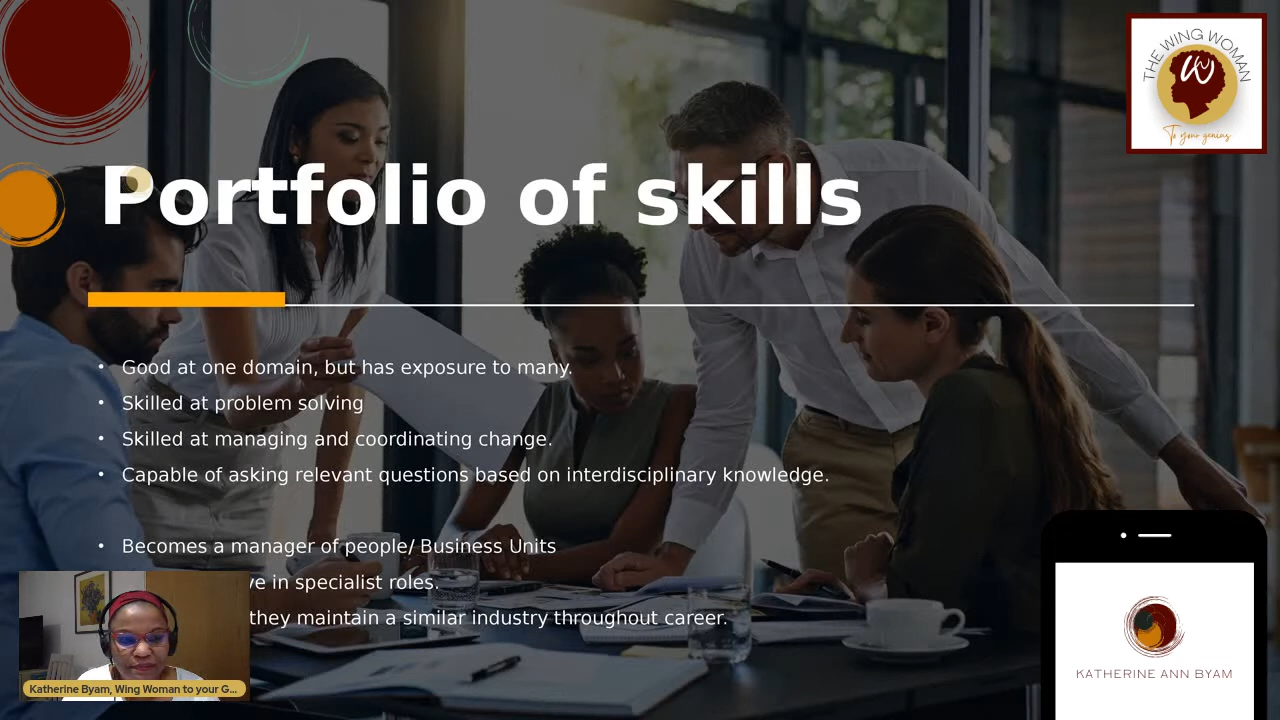 THE WING WOMAN
W
To your genius
Portfolio of skills
• Good at one domain, but has exposure to many.
• Skilled at problem solving
• Skilled at managing and coordinating change.
• Capable of asking relevant questions based on interdisciplinary knowledge.
• Becomes a manager of people/ Business Units
ve in specialist roles.
they maintain a similar industry throughout career.
Katherine Byam, Wing Woman to your G...
KATHERINE ANN BYAM